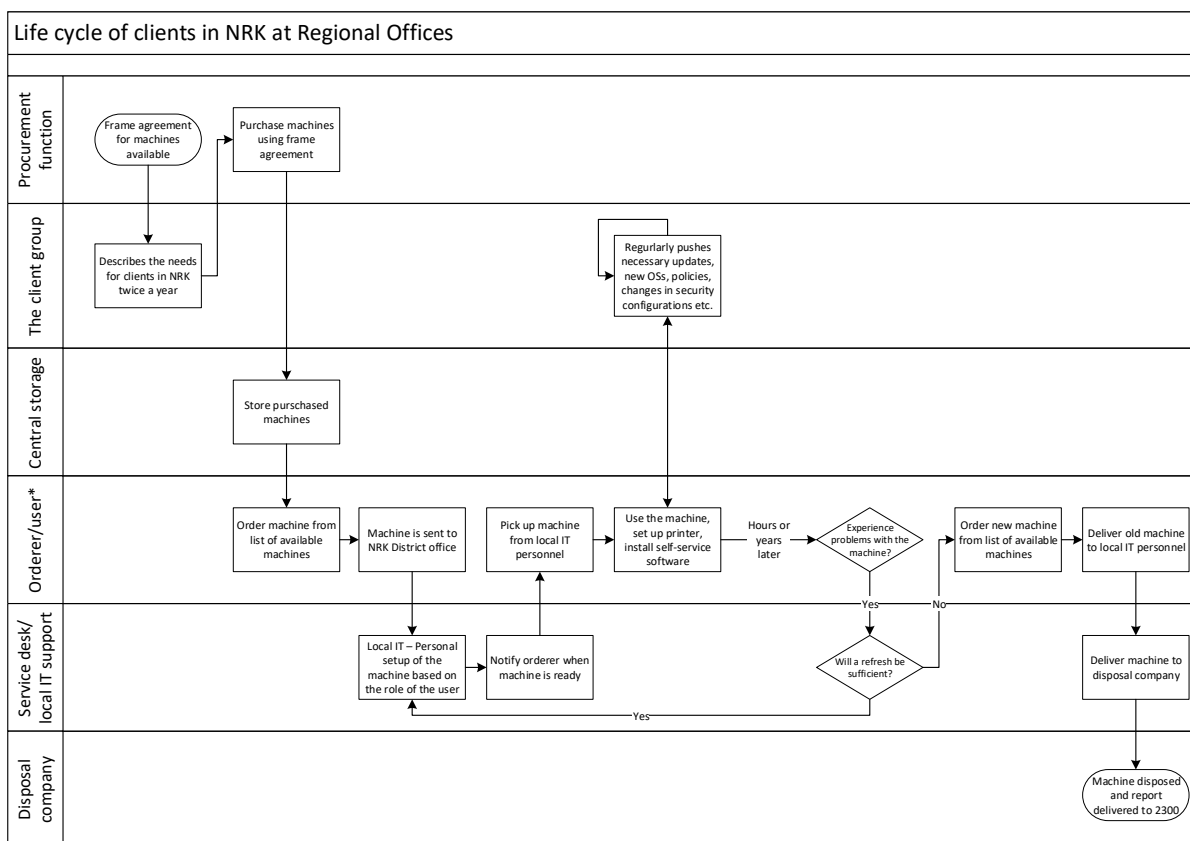 Life cycle of clients in NRK at Regional Offices
Procurement
function
Frame agreement
for machines
available
Purchase machines
using frame
agreement
The client group
Describes the needs
for clients in NRK
twice a year
Regurlarly pushes
necessary updates,
new OSs, policies,
changes in security
configurations etc.
Central storage
Store purschased
machines
Orderer/user*
Order machine from
list of available
machines
Machine is sent to
NRK District office
Pick up machine
from local IT
personnel
Use the machine,
set up printer,
install self-service
software
Hours or
years
later
Experience
problems with the
machine?
Order new machine
from list of available
machines
Deliver old machine
to local IT personnel
Yes
No
Service desk/
local IT support
Local IT – Personal
setup of the
machine based on
the role of the user
Notify orderer when
machine is ready
Will a refresh be
sufficient?
Deliver machine to
disposal company
Yes
Disposal
company
Machine disposed
and report
delivered to 2300